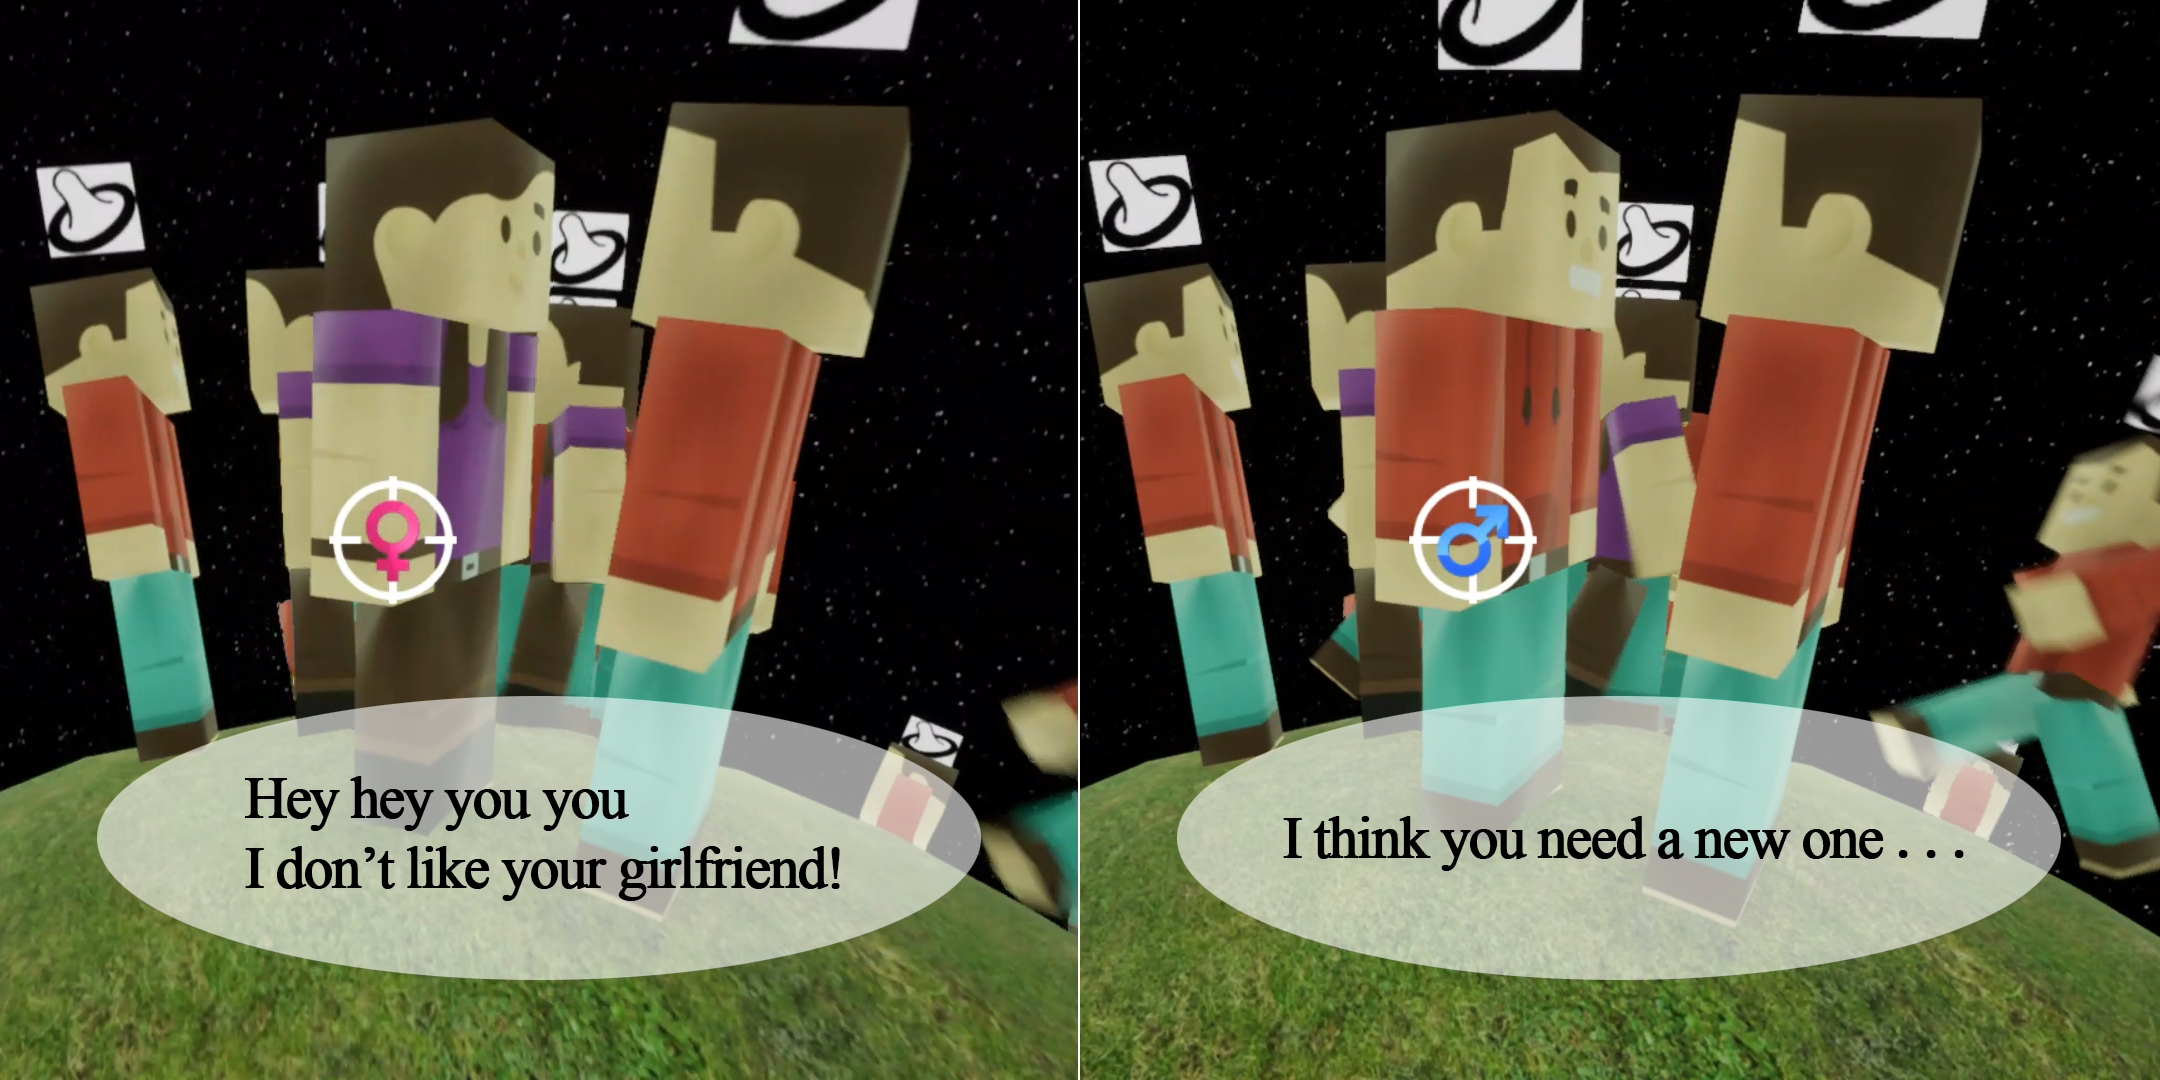 Hey hey you you
I don't like your girlfriend!
I think you need a new one . . .